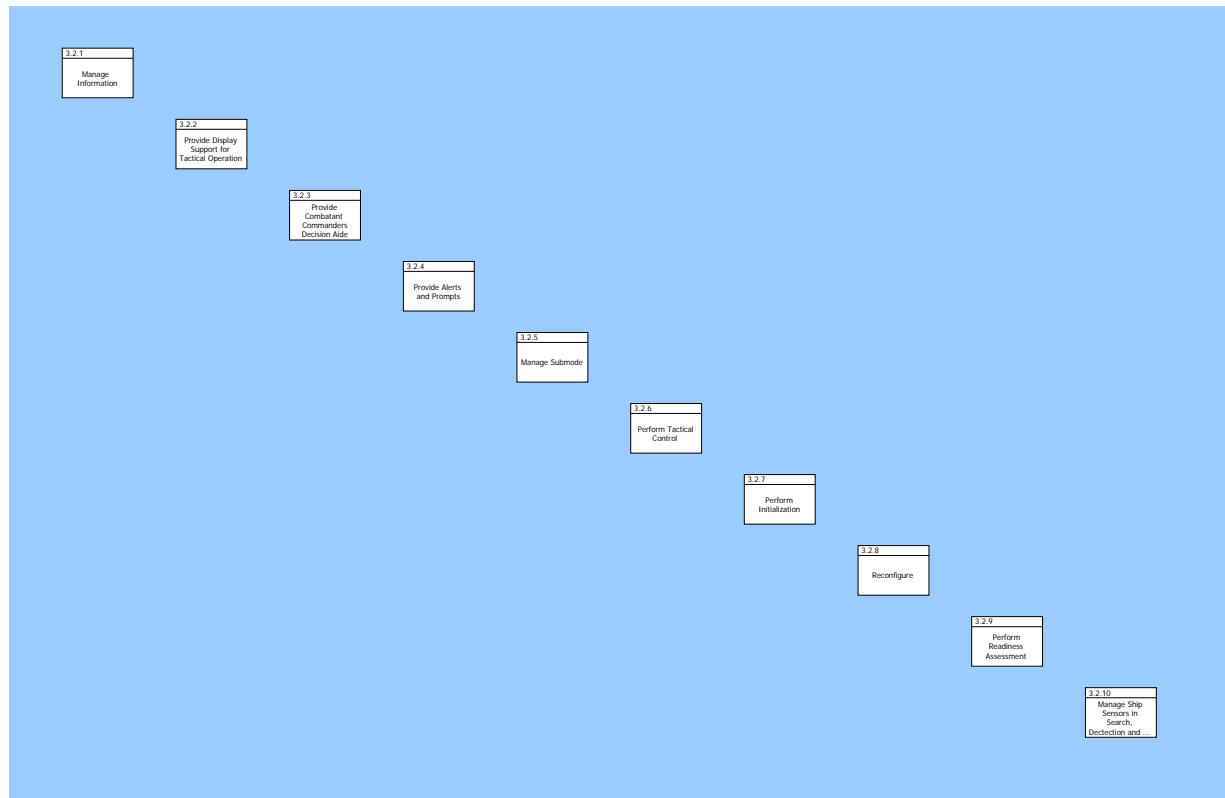 3.2.1
Manage
Information
3.2.2
Provide Display
Support for
Tactical Operation
3.2.3
Provide
Combatant
Commanders
Decision Aide
3.2.4
Provide Alerts
and Prompts
3.2.5
Manage Submode
3.2.6
Perform Tactical
Control
3.2.7
Perform
Initialization
3.2.8
Reconfigure
3.2.9
Perform
Readiness
Assessment
3.2.10
Manage Ship
Sensors in
Search,
Dectection and ...